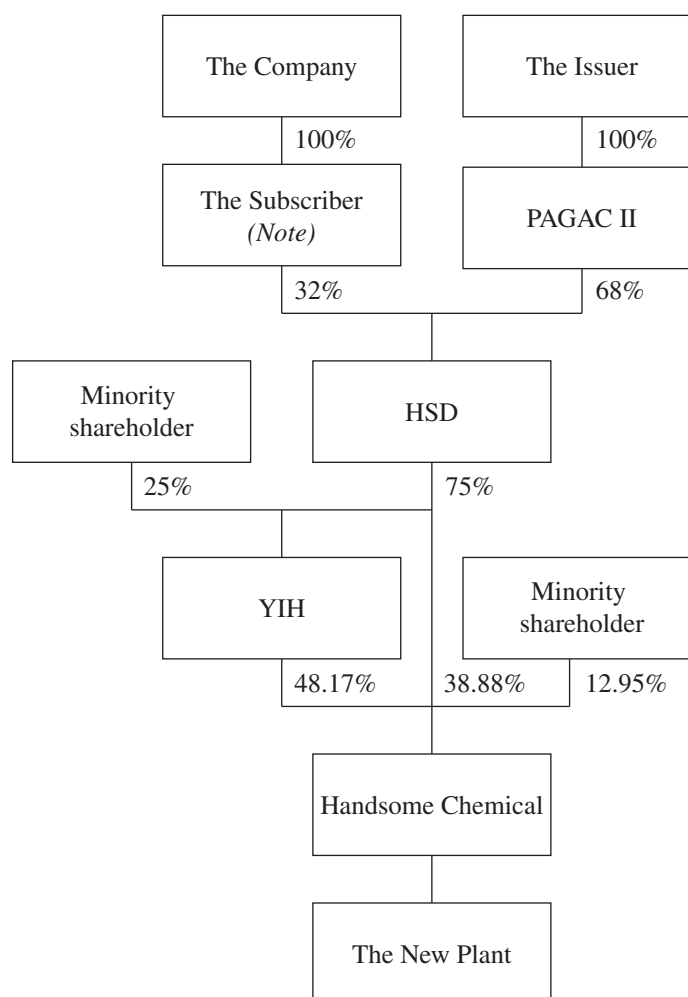 The Company
The Issuer
100%
100%
The Subscriber
(Note)
PAGAC II
32%
68%
Minority
shareholder
HSD
25%
75%
YIH
Minority
shareholder
48.17%
38.88%
12.95%
Handsome Chemical
The New Plant